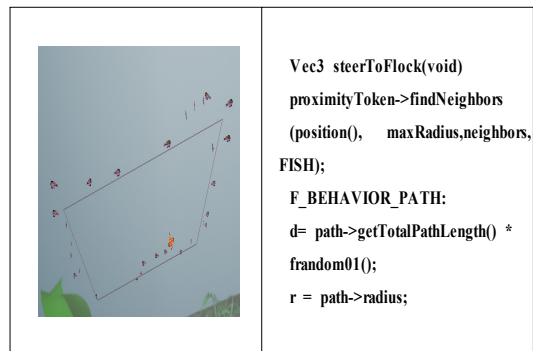 Vec3 steerToFlock(void)
proximityToken->findNeighbors
(position(), maxRadius,neighbors,
FISH);
F_BEHAVIOR_PATH:
d= path->getTotalPathLength() *
frandom01();
r = path->radius;